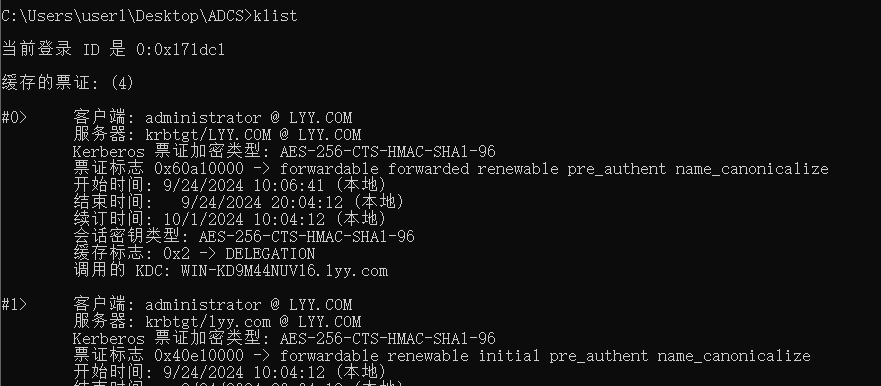 C:\Users\user1\Desktop\ADCS>klist
当前登录 ID 是 0:0x171dc1
缓存的票证: (4)
#0> 客户端: administrator @ LYY.COM
服务器: krbtgt/LYY.COM @ LYY.COM
Kerberos 票证加密类型: AES-256-CTS-HMAC-SHA1-96
票证标志 0x60a10000 -> forwardable forwarded renewable pre_authent name_canonicalize
开始时间: 9/24/2024 10:06:41 (本地)
结束时间: 9/24/2024 20:04:12 (本地)
续订时间: 10/1/2024 10:04:12 (本地)
会话密钥类型: AES-256-CTS-HMAC-SHA1-96
缓存标志: 0x2 -> DELEGATION
调用的 KDC: WIN-KD9M44NUV16.lyy.com
#1> 客户端: administrator @ LYY.COM
服务器: krbtgt/lyy.com @ LYY.COM
Kerberos 票证加密类型: AES-256-CTS-HMAC-SHA1-96
票证标志 0x40e10000 -> forwardable renewable initial pre_authent name_canonicalize
开始时间: 9/24/2024 10:04:12 (本地)